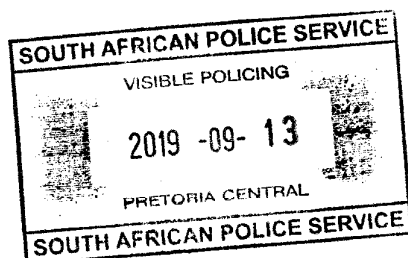 SOUTH AFRICAN POLICE SERVICE
VISIBLE POLICING
2019 -09- 13
PRETORIA CENTRAL
SOUTH AFRICAN POLICE SERVICE